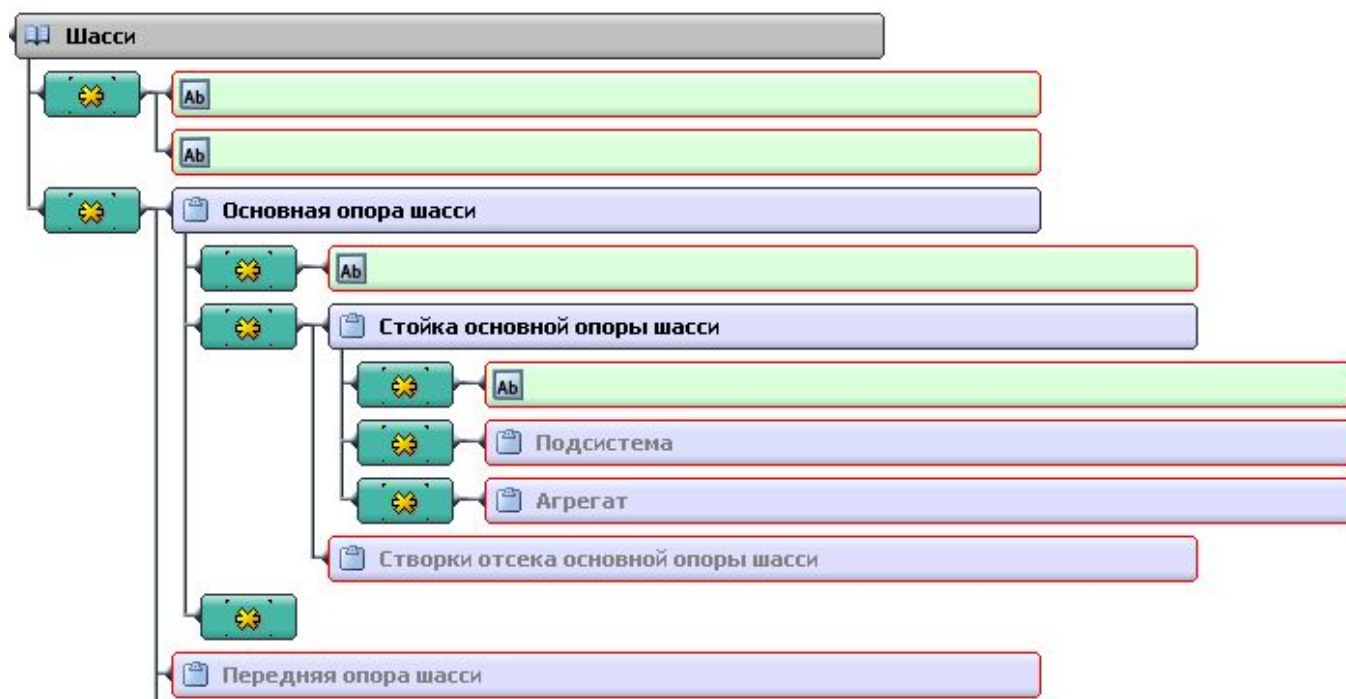 Шасси
Ab
Ab
Основная опора шасси
Ab
Стойка основной опоры шасси
Ab
Подсистема
Агрегат
Створки отсека основной опоры шасси
Передняя опора шасси